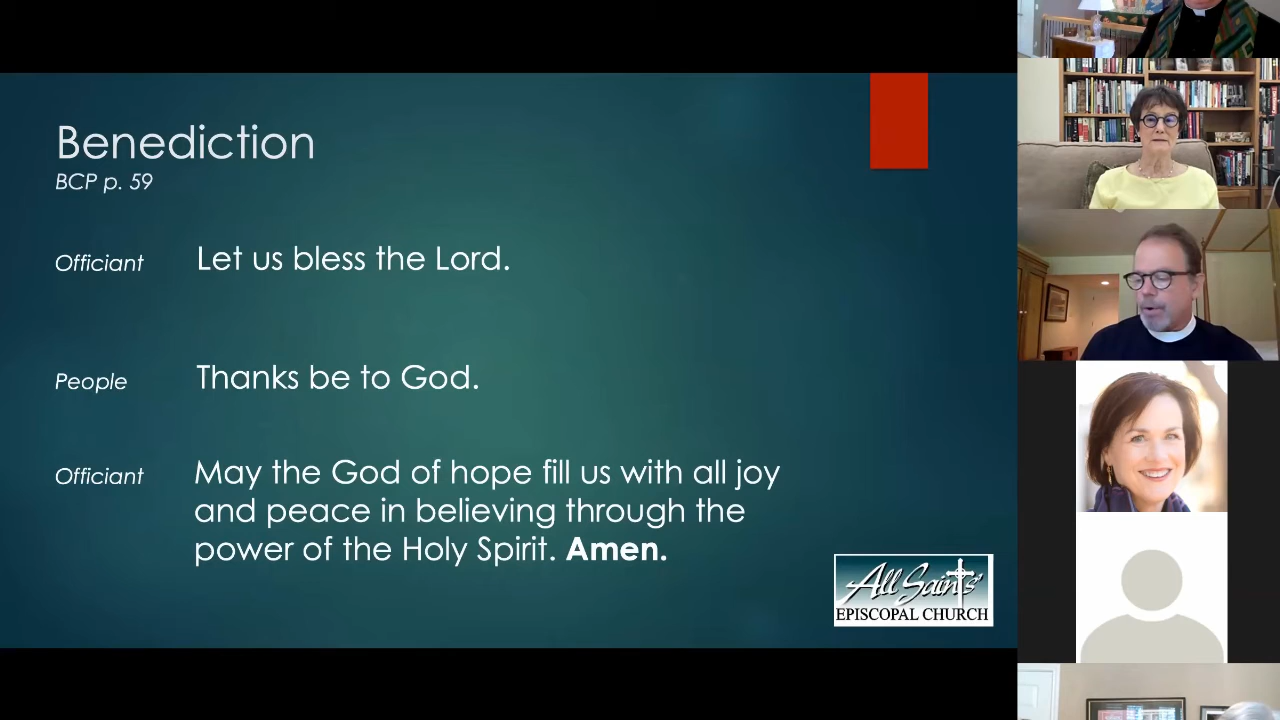 Benediction
BCP p. 59
Officiant Let us bless the Lord.
People Thanks be to God.
Officiant May the God of hope fill us with all joy
and peace in believing through the
power of the Holy Spirit. Amen.
All Saints'
EPISCOPAL CHURCH